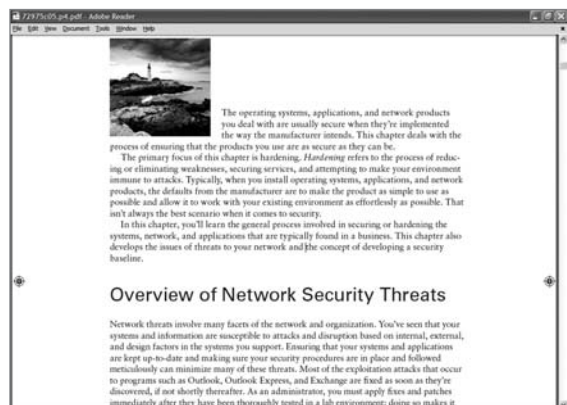 72975c05.p4.pdf - Adobe Reader
File Edit View Document Tools Window Help
The operating systems, applications, and network products
you deal with are usually secure when they're implemented
the way the manufacturer intends. This chapter deals with the
process of ensuring that the products you use are as secure as they can be.
The primary focus of this chapter is hardening. Hardening refers to the process of reduc-
ing or eliminating weaknesses, securing services, and attempting to make your environment
immune to attacks. Typically, when you install operating systems, applications, and network
products, the defaults from the manufacturer are to make the product as simple to use as
possible and allow it to work with your existing environment as effortlessly as possible. That
isn't always the best scenario when it comes to security.
In this chapter, you'll learn the general process involved in securing or hardening the
systems, network, and applications that are typically found in a business. This chapter also
develops the issues of threats to your network and the concept of developing a security
baseline.
Overview of Network Security Threats
Network threats involve many facets of the network and organization. You've seen that your
systems and information are susceptible to attacks and disruption based on internal, external,
and design factors in the systems you support. Ensuring that your systems and applications
are kept up-to-date and making sure your security procedures are in place and followed
meticulously can minimize many of these threats. Most of the exploitation attacks that occur
to programs such as Outlook, Outlook Express, and Exchange are fixed as soon as they're
discovered, if not shortly thereafter. As an administrator, you must apply fixes and patches
immediately after they have been thoroughly tested in a lab environment; doing so makes it